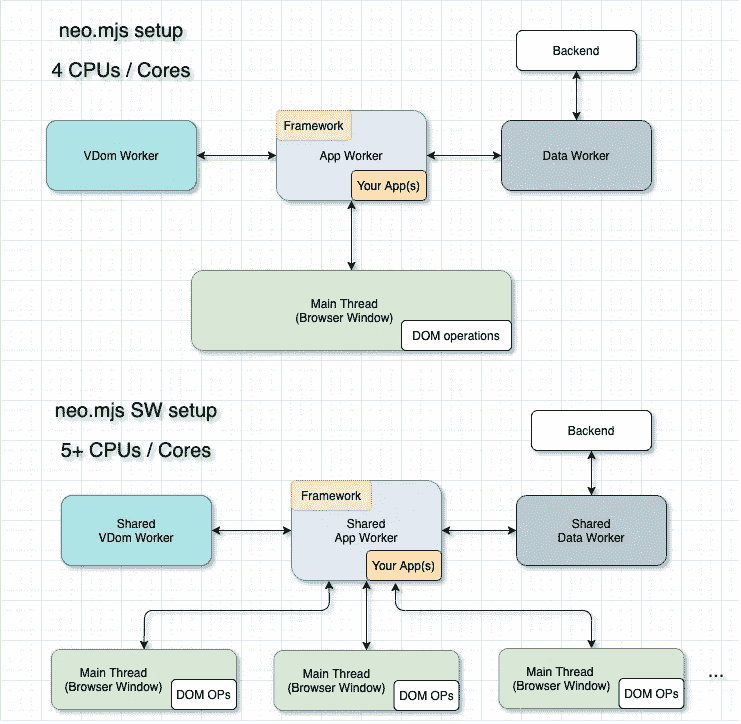 neo.mjs setup
4 CPUs / Cores
Backend
Framework
VDom Worker
App Worker
Data Worker
Your App(s)
Main Thread
(Browser Window)
DOM operations
neo.mjs SW setup
5+ CPUs / Cores
Backend
Framework
Shared
VDom Worker
Shared
App Worker
Shared
Data Worker
Your App(s)
Main Thread
(Browser Window)
DOM OPs
Main Thread
(Browser Window)
DOM OPs
Main Thread
(Browser Window)
DOM OPs
...